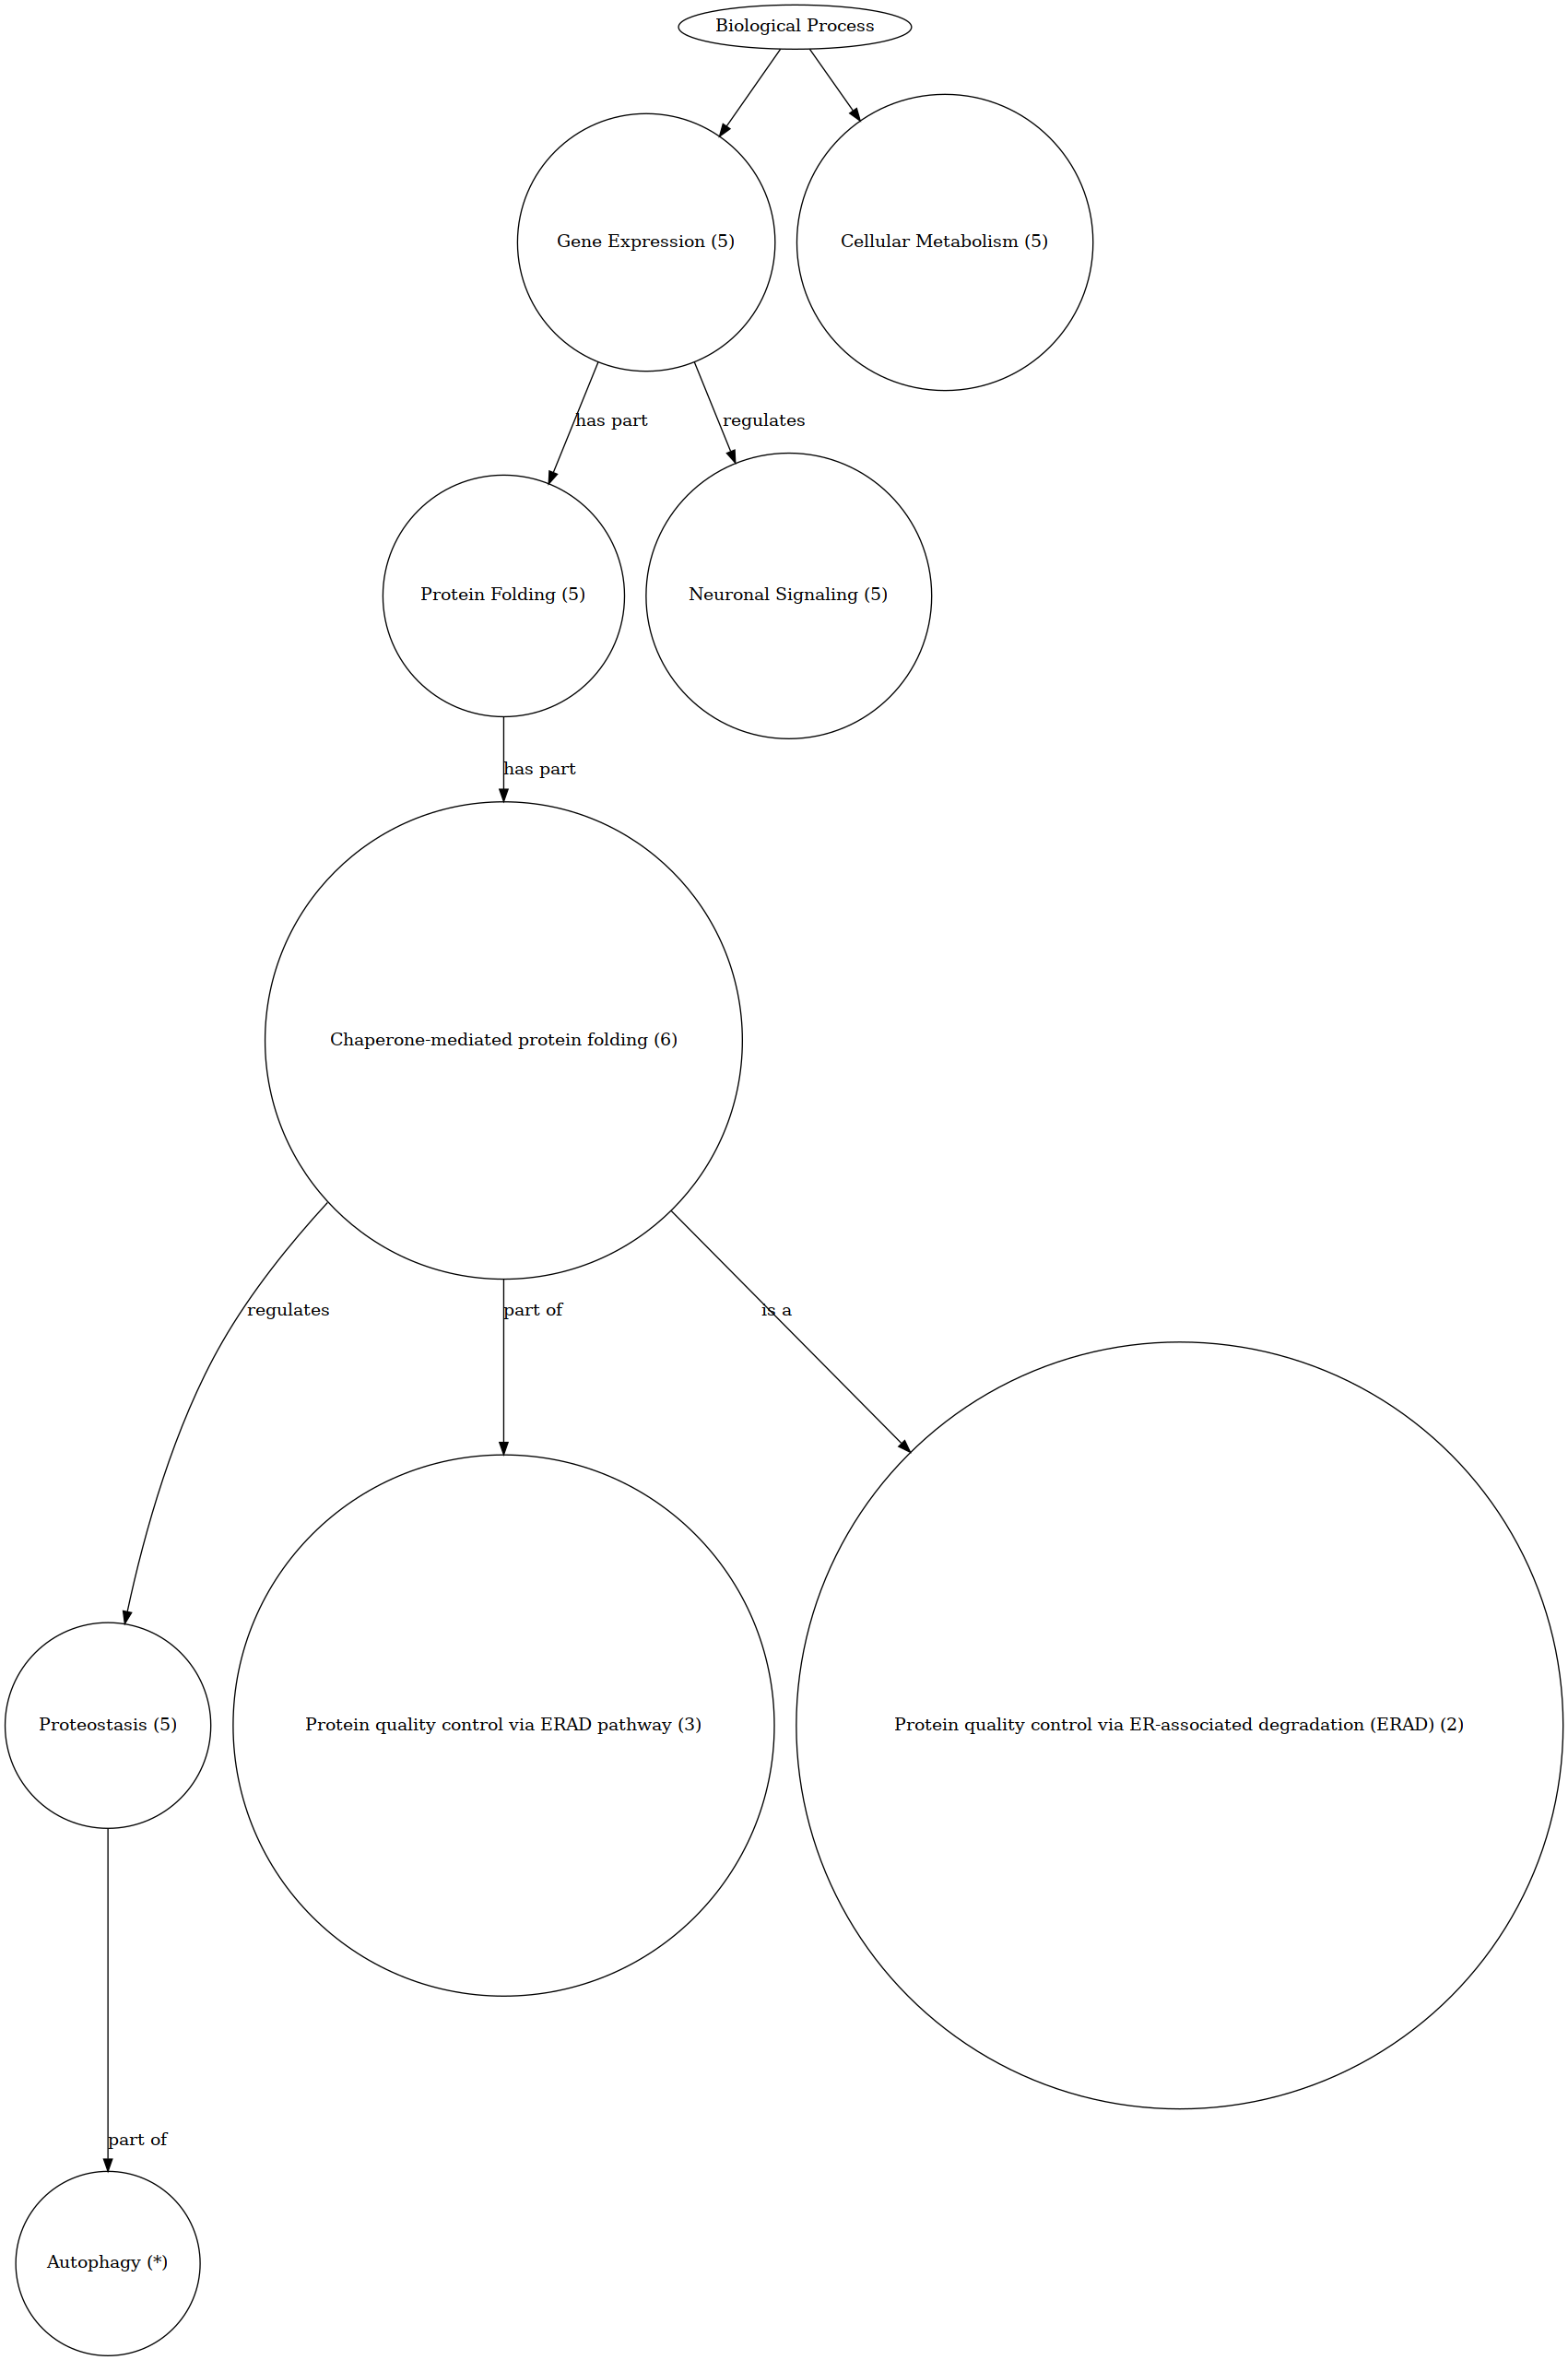 Biological Process
Gene Expression (5)
Cellular Metabolism (5)
has part
regulates
Protein Folding (5)
Neuronal Signaling (5)
has part
Chaperone-mediated protein folding (6)
regulates
part of
is a
Proteostasis (5)
Protein quality control via ERAD pathway (3)
Protein quality control via ER-associated degradation (ERAD) (2)
part of
Autophagy (*)